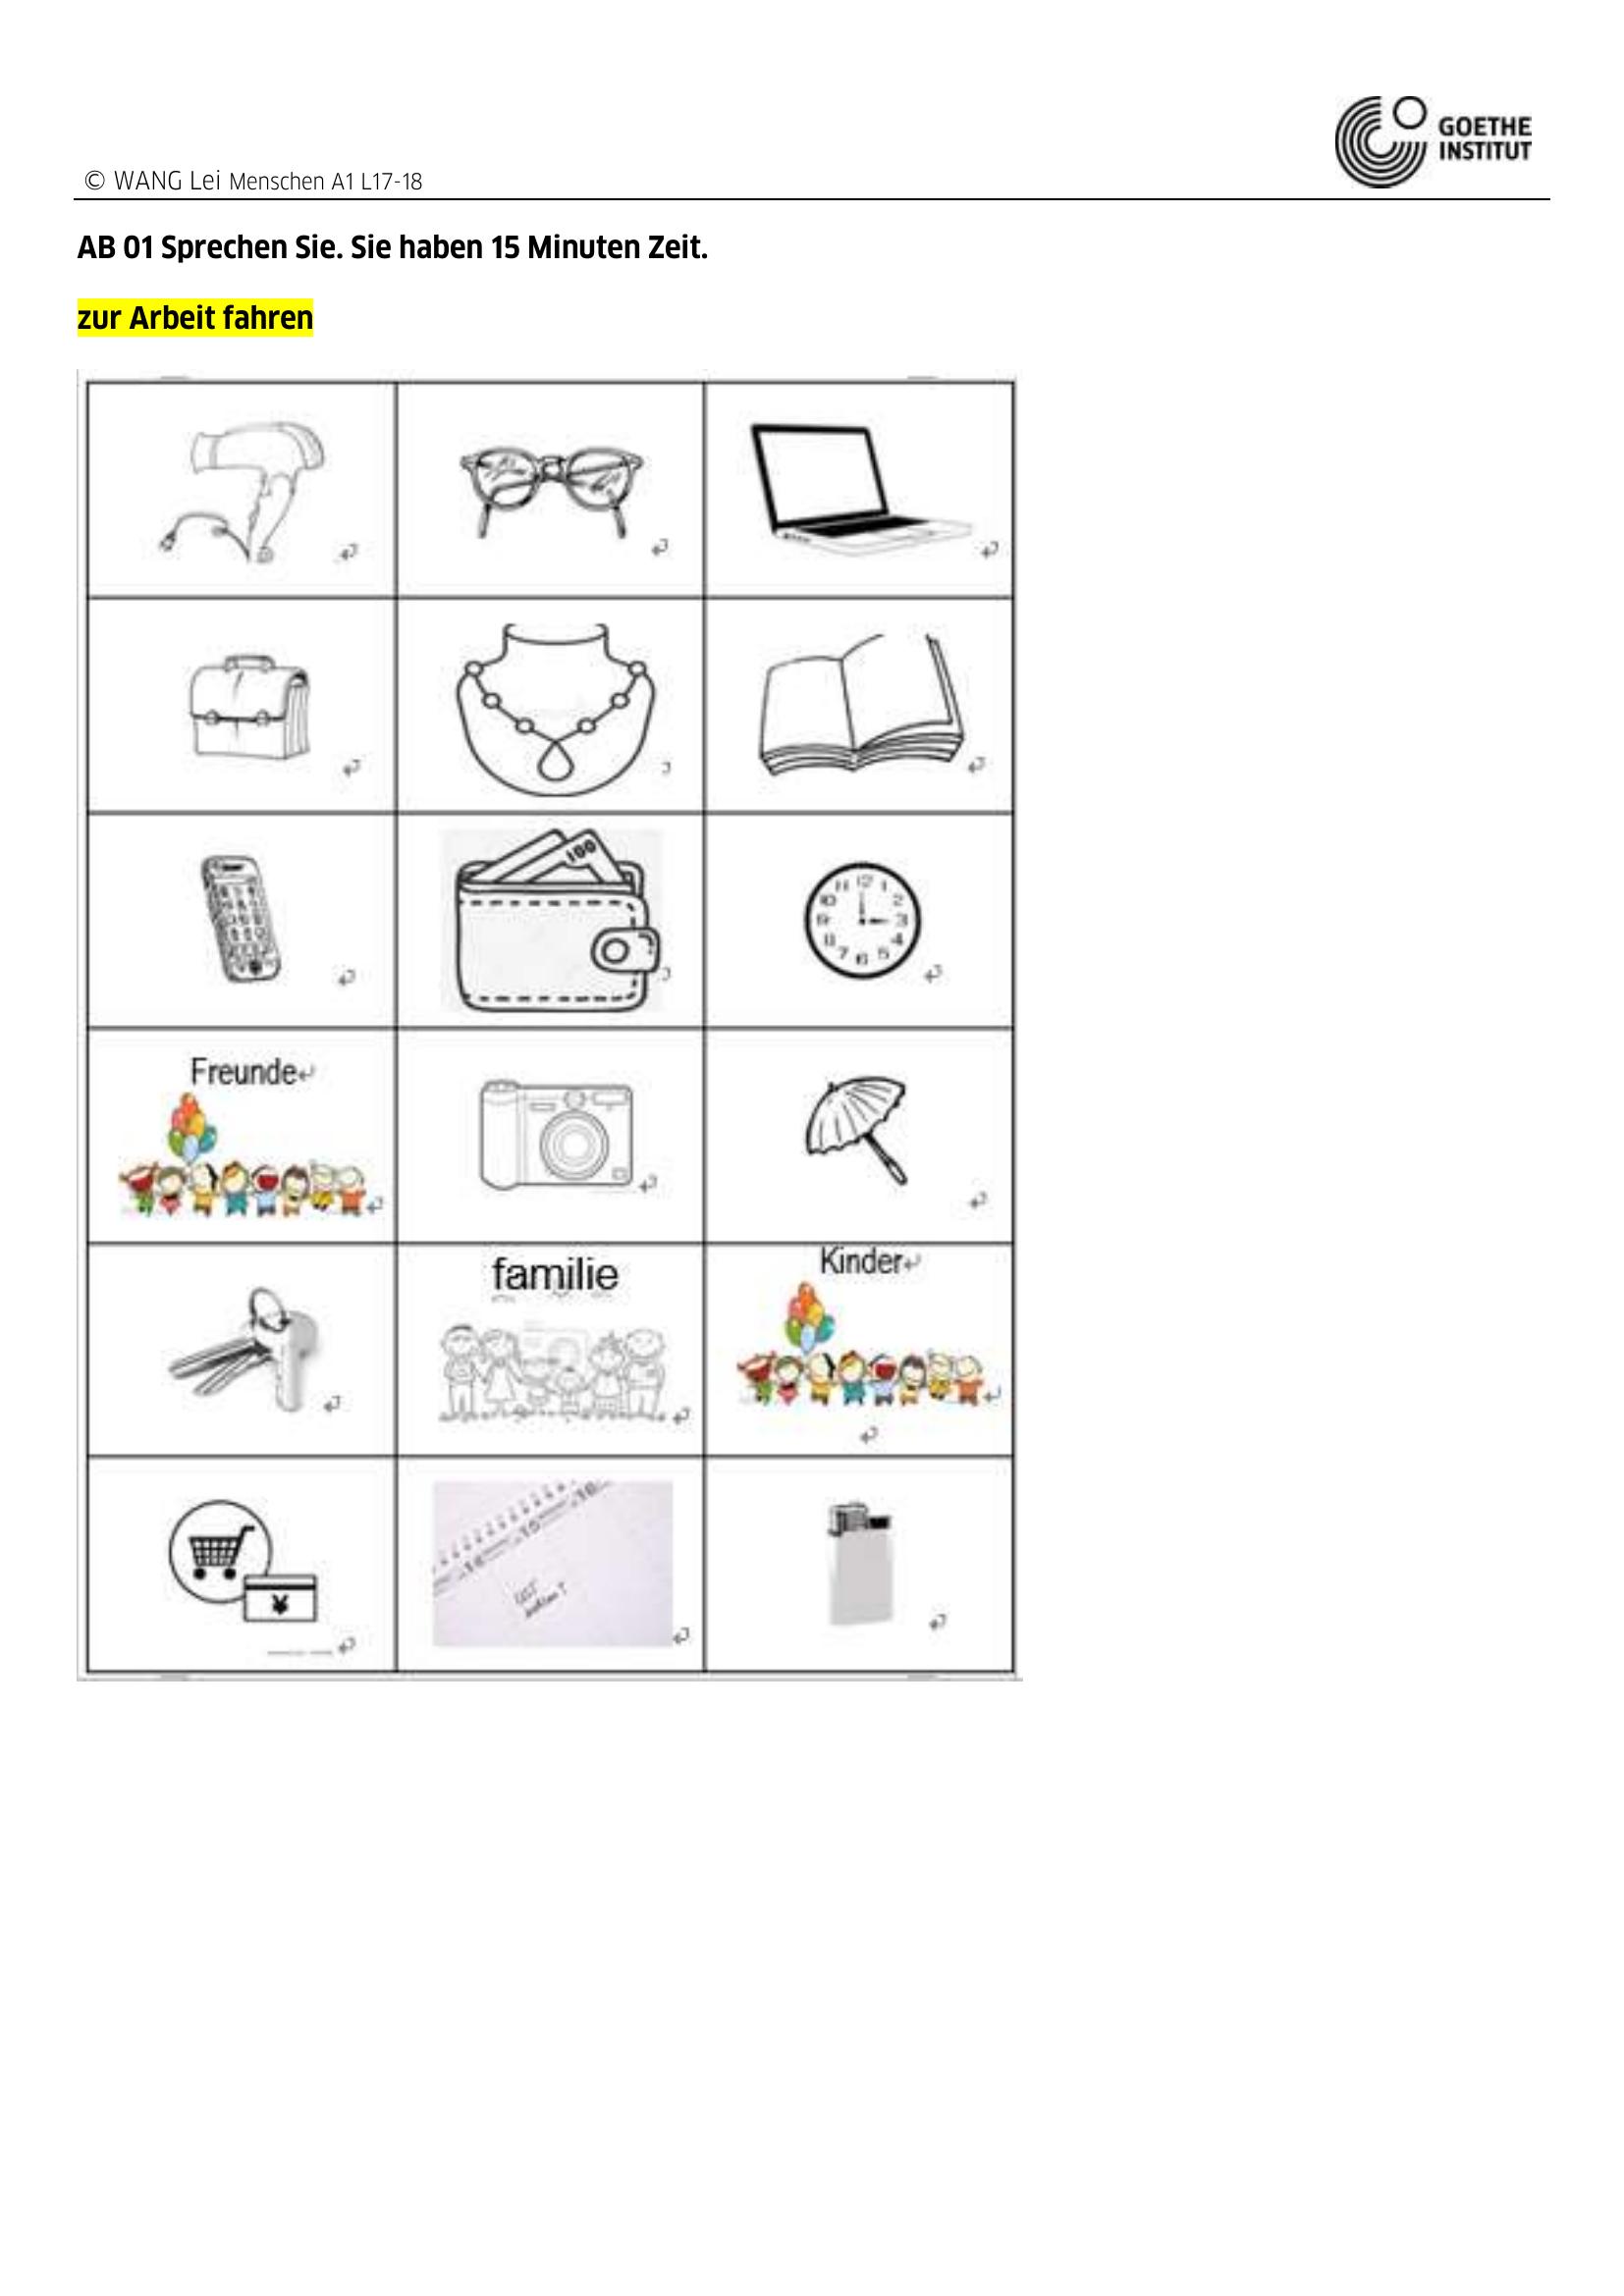 GOETHE
INSTITUT
© WANG Lei Menschen A1 L17-18
AB 01 Sprechen Sie. Sie haben 15 Minuten Zeit.
zur Arbeit fahren
100
11 12 1
10 2
9 3
8 4
7 6 5
Freunde
familie
Kinder
¥
15
16